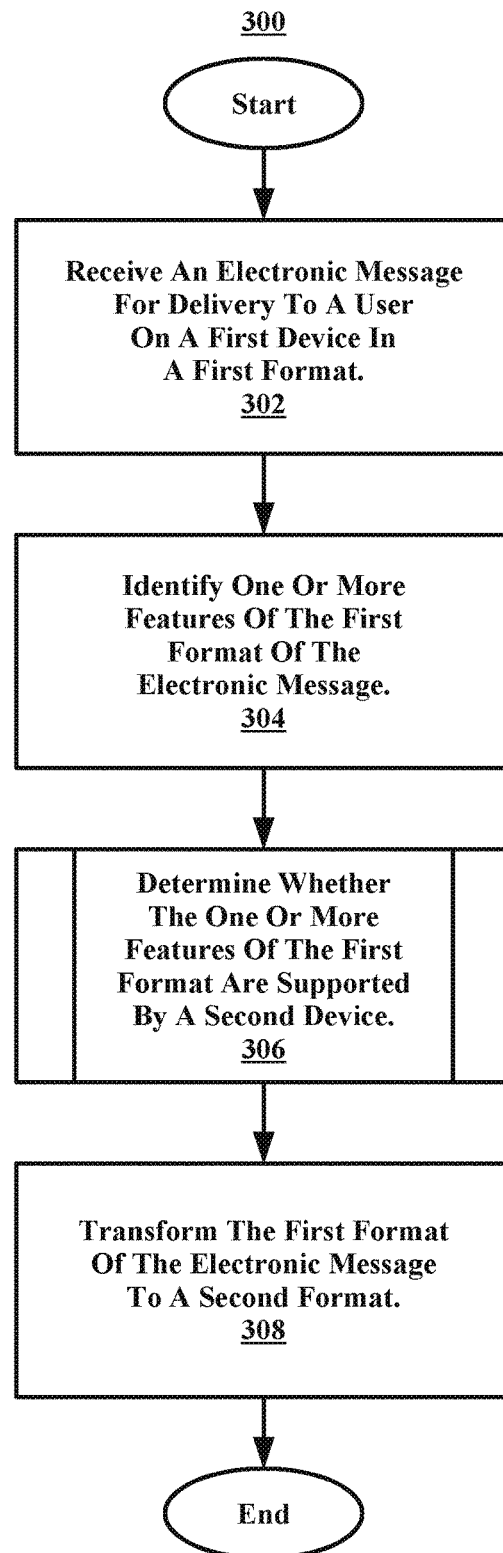 300
Start
Receive An Electronic Message
For Delivery To A User
On A First Device In
A First Format.
302
Identify One Or More
Features Of The First
Format Of The
Electronic Message.
304
Determine Whether
The One Or More
Features Of The First
Format Are Supported
By A Second Device.
306
Transform The First Format
Of The Electronic Message
To A Second Format.
308
End